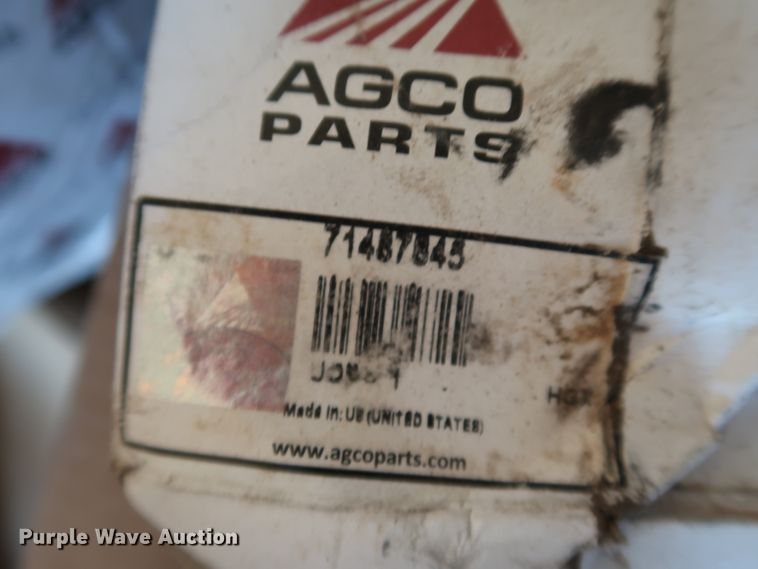 AGCO
PARTS
71487845
Made in: US (UNITED STATES)
www.agcoparts.com
Purple Wave Auction